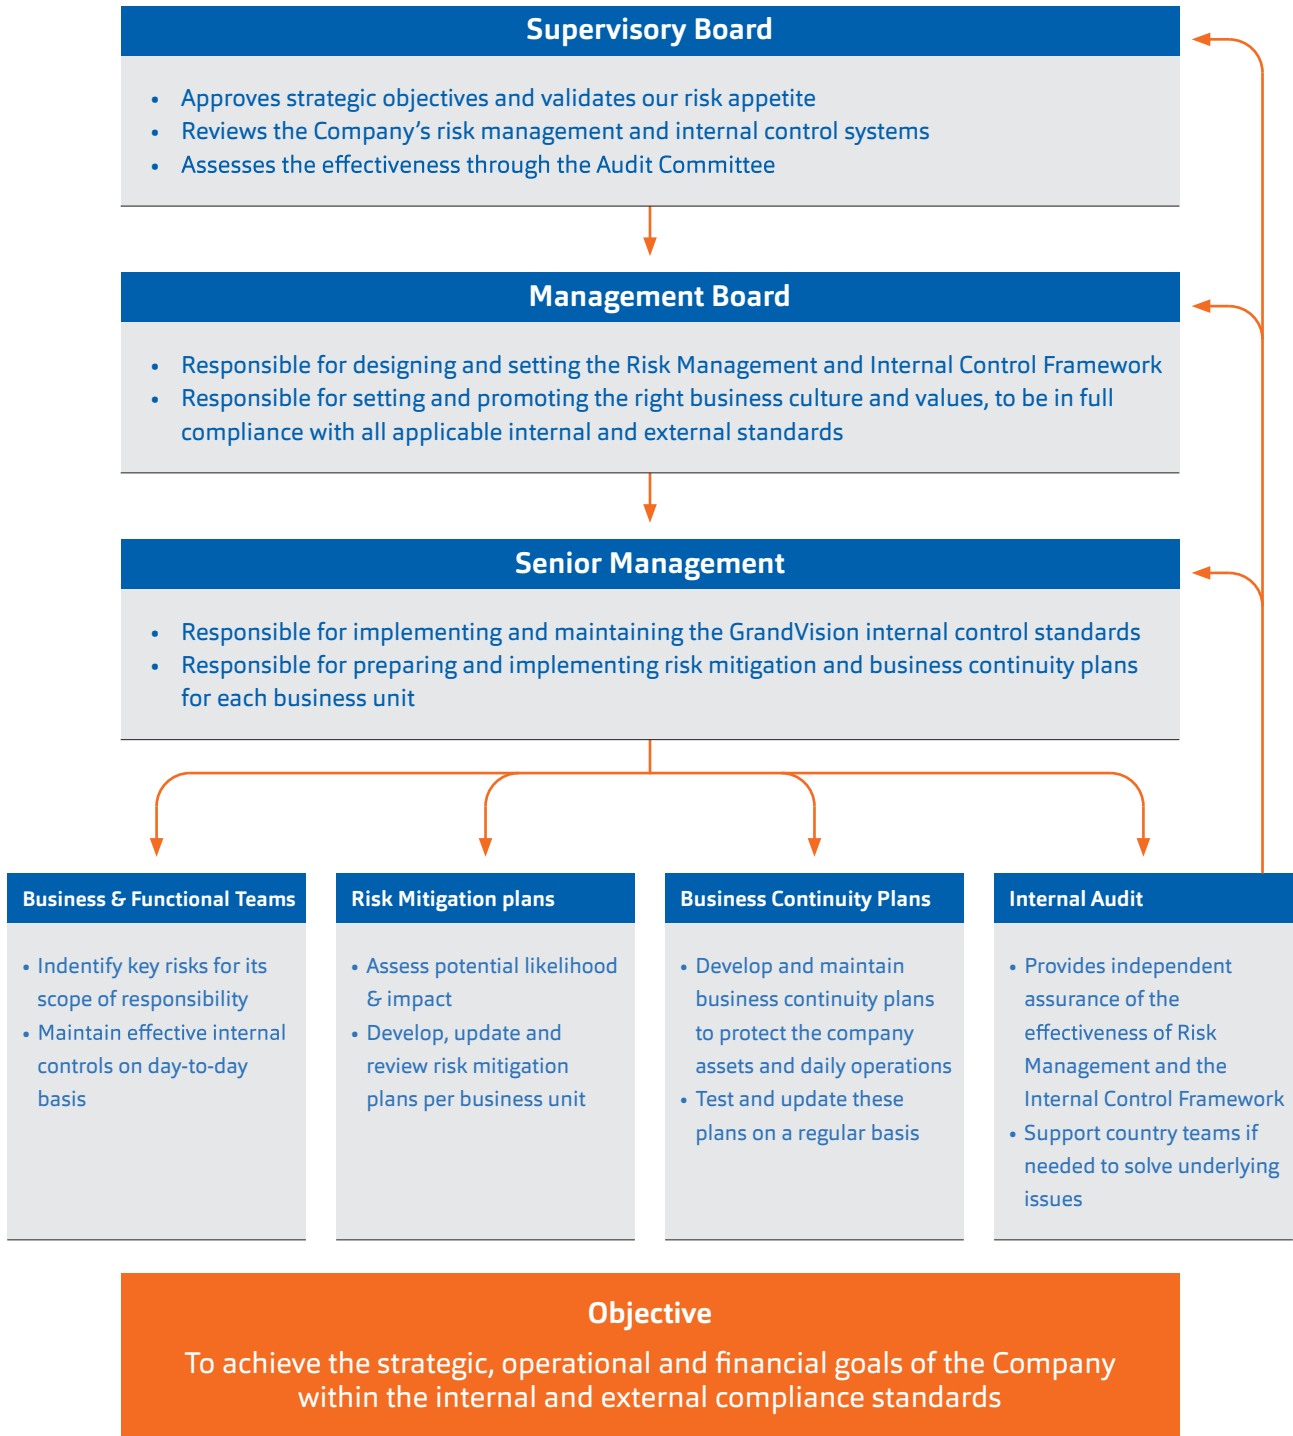 Supervisory Board
• Approves strategic objectives and validates our risk appetite
• Reviews the Company's risk management and internal control systems
• Assesses the effectiveness through the Audit Committee
Management Board
• Responsible for designing and setting the Risk Management and Internal Control Framework
• Responsible for setting and promoting the right business culture and values, to be in full
compliance with all applicable internal and external standards
Senior Management
• Responsible for implementing and maintaining the GrandVision internal control standards
• Responsible for preparing and implementing risk mitigation and business continuity plans
for each business unit
Business & Functional Teams
• Indentify key risks for its
scope of responsibility
• Maintain effective internal
controls on day-to-day
basis
Risk Mitigation plans
• Assess potential likelihood
& impact
• Develop, update and
review risk mitigation
plans per business unit
Business Continuity Plans
• Develop and maintain
business continuity plans
to protect the company
assets and daily operations
• Test and update these
plans on a regular basis
Internal Audit
• Provides independent
assurance of the
effectiveness of Risk
Management and the
Internal Control Framework
• Support country teams if
needed to solve underlying
issues
Objective
To achieve the strategic, operational and financial goals of the Company
within the internal and external compliance standards